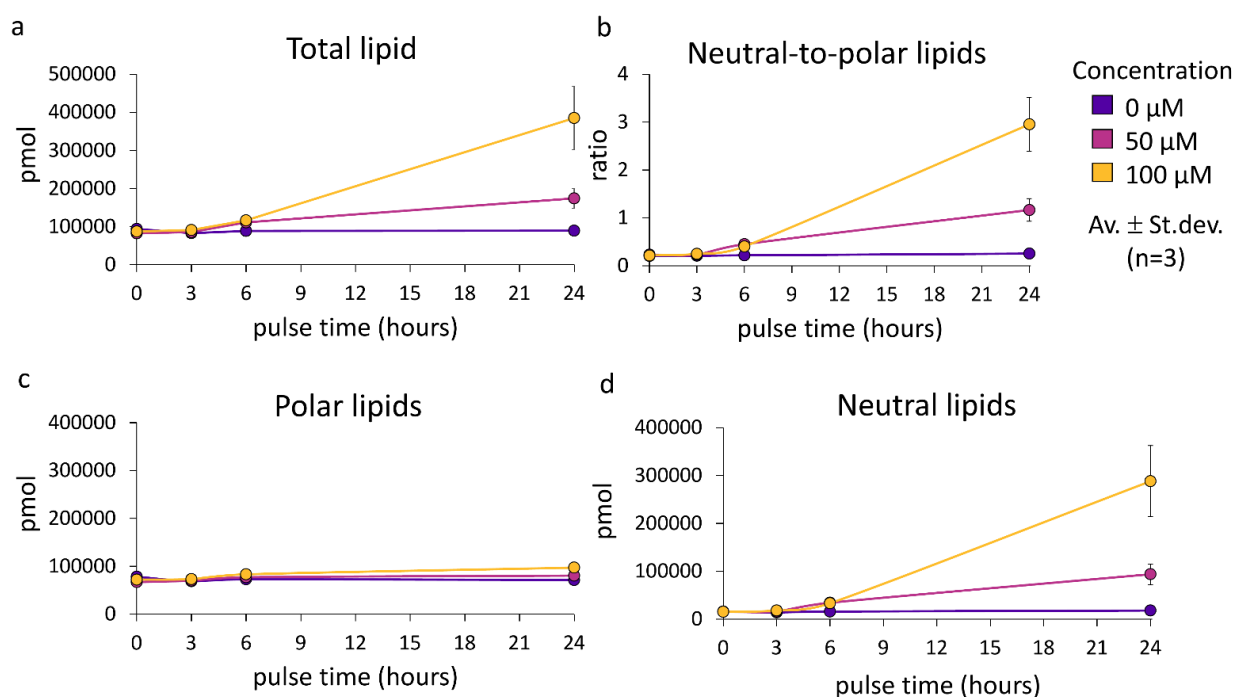 a
Total lipid
500000
400000
300000
200000
100000
0
pmol
0 3 6 9 12 15 18 21 24
pulse time (hours)
b
Neutral-to-polar lipids
4
3
2
1
0
ratio
0 3 6 9 12 15 18 21 24
pulse time (hours)
Concentration
0 µM
50 µM
100 µM
Av. ± St.dev.
(n=3)
c
Polar lipids
400000
300000
200000
100000
0
pmol
0 3 6 9 12 15 18 21 24
pulse time (hours)
d
Neutral lipids
400000
300000
200000
100000
0
pmol
0 3 6 9 12 15 18 21 24
pulse time (hours)